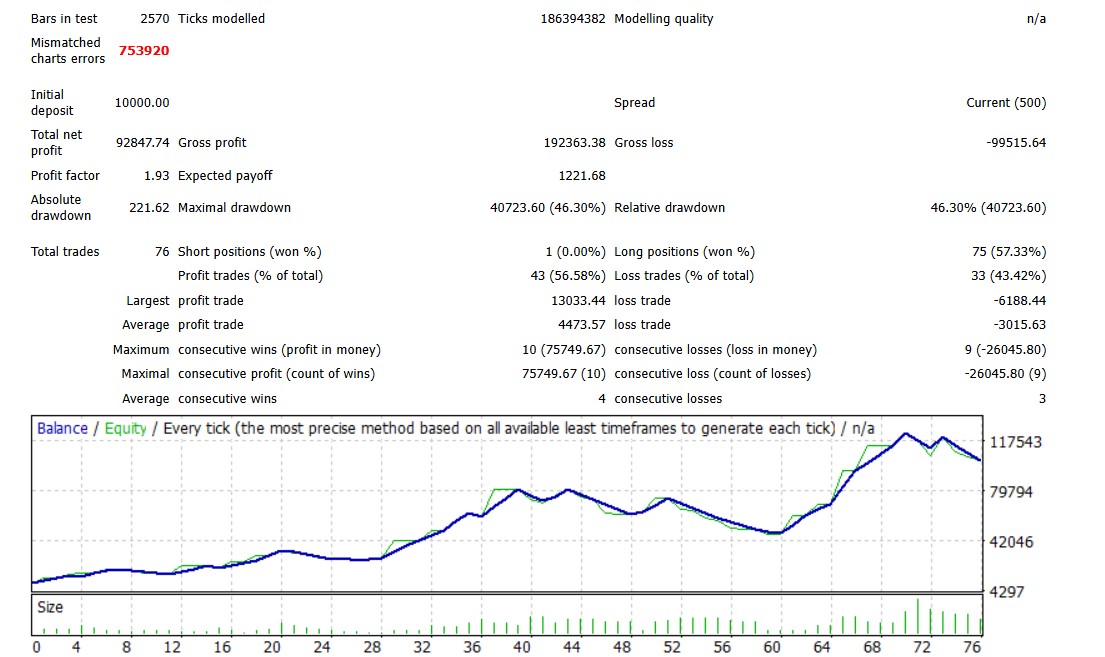 Bars in test 2570 Ticks modelled 186394382 Modelling quality n/a
Mismatched
charts errors 753920
Initial
deposit 10000.00 Spread Current (500)
Total net
profit 92847.74 Gross profit 192363.38 Gross loss -99515.64
Profit factor 1.93 Expected payoff 1221.68
Absolute
drawdown 221.62 Maximal drawdown 40723.60 (46.30%) Relative drawdown 46.30% (40723.60)
Total trades 76 Short positions (won %) 1 (0.00%) Long positions (won %) 75 (57.33%)
Profit trades (% of total) 43 (56.58%) Loss trades (% of total) 33 (43.42%)
Largest profit trade 13033.44 loss trade -6188.44
Average profit trade 4473.57 loss trade -3015.63
Maximum consecutive wins (profit in money) 10 (75749.67) consecutive losses (loss in money) 9 (-26045.80)
Maximal consecutive profit (count of wins) 75749.67 (10) consecutive loss (count of losses) -26045.80 (9)
Average consecutive wins 4 consecutive losses 3
Balance / Equity / Every tick (the most precise method based on all available least timeframes to generate each tick) / n/a
117543
79794
42046
4297
Size
0 4 8 12 16 20 24 28 32 36 40 44 48 52 56 60 64 68 72 76